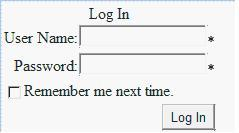 Log In
User Name: *
Password: *
Remember me next time.
Log In